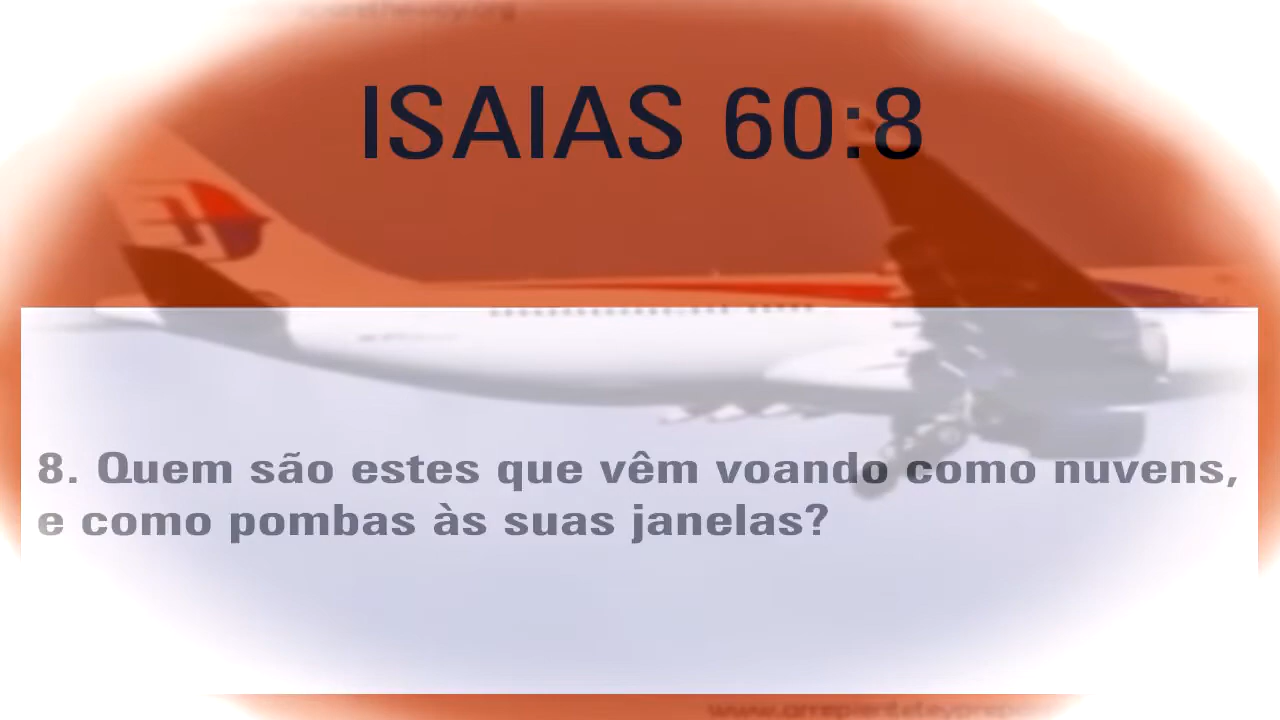 ISAIAS 60:8
8. Quem são estes que vêm voando como nuvens,
e como pombas às suas janelas?